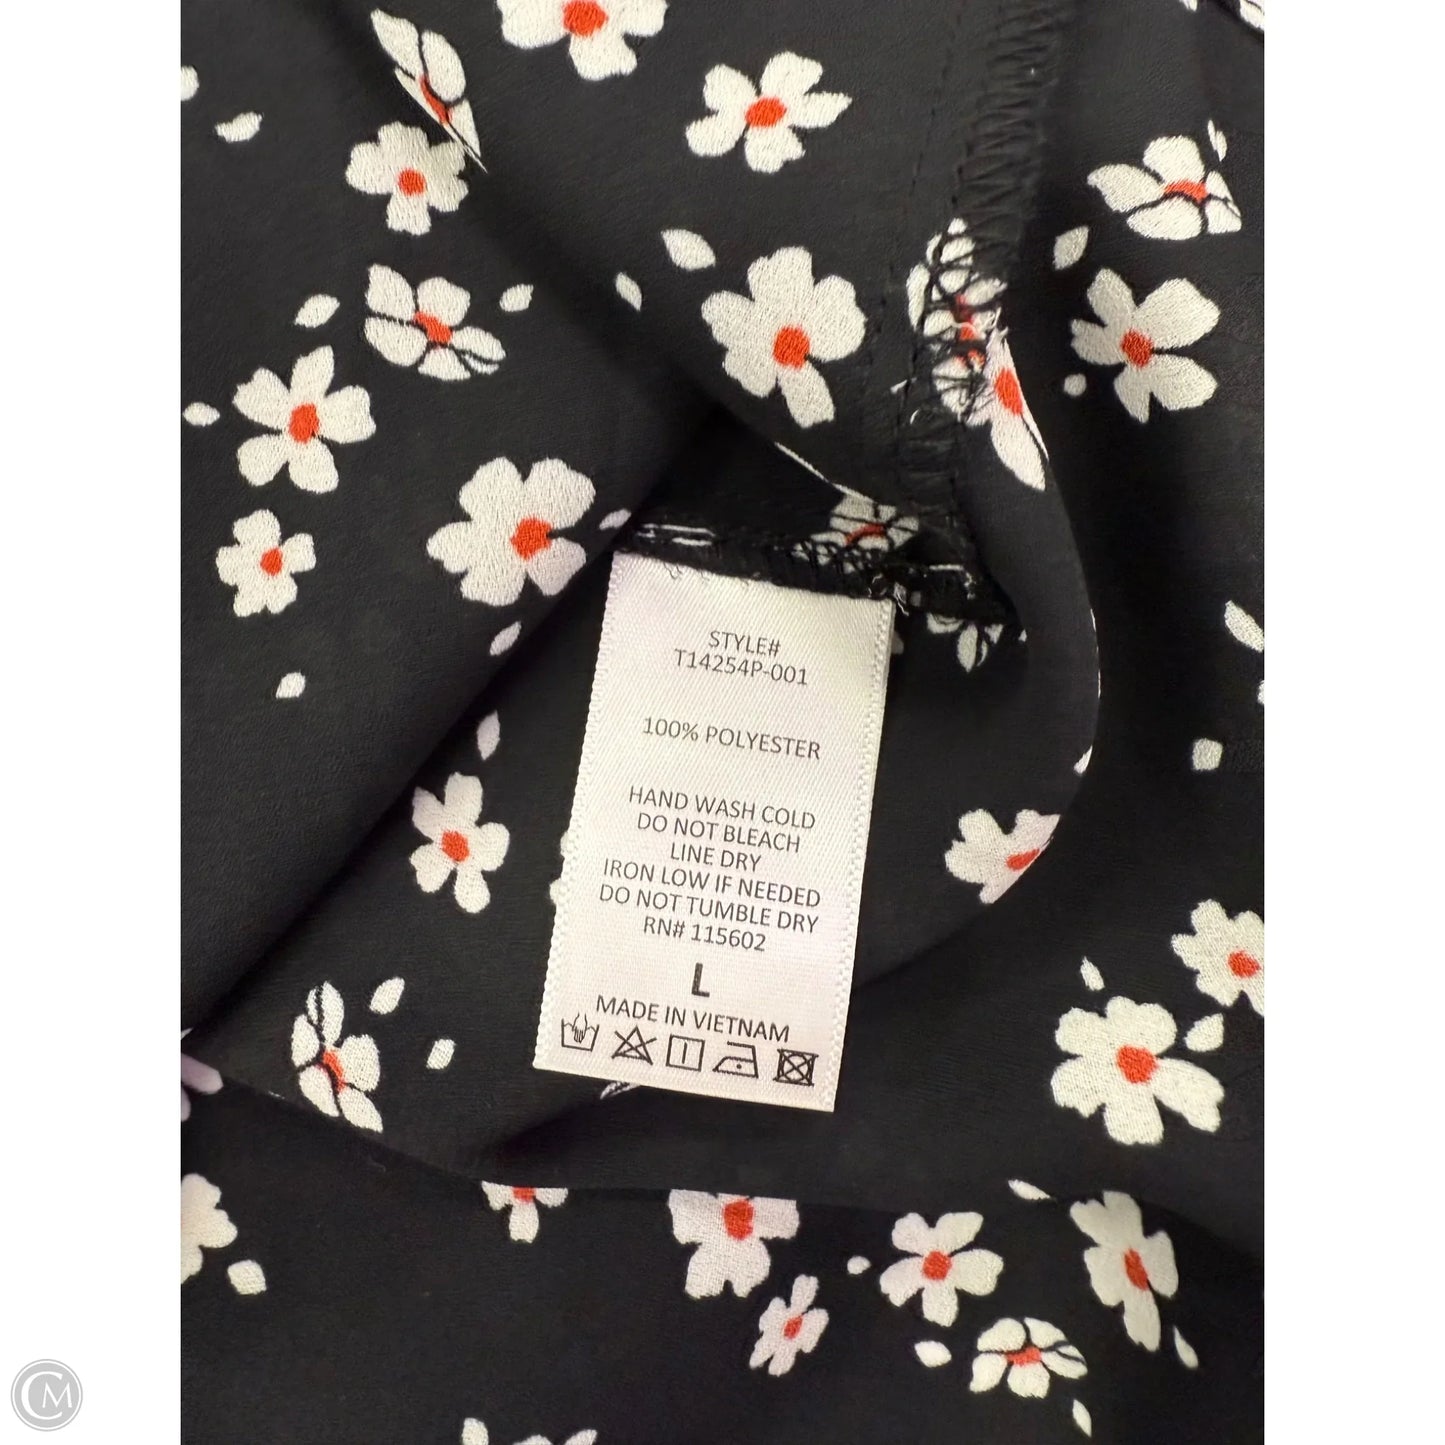 STYLE#
T14254P-001
100% POLYESTER
HAND WASH COLD
DO NOT BLEACH
LINE DRY
IRON LOW IF NEEDED
DO NOT TUMBLE DRY
RN# 115602
L
MADE IN VIETNAM
CM